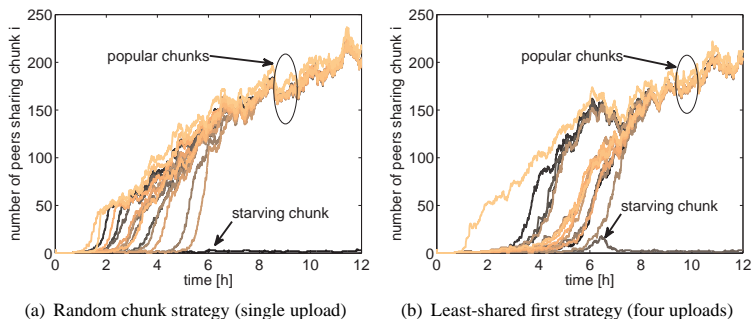 250
200
150
100
50
0
number of peers sharing chunk i
popular chunks
starving chunk
0 2 4 6 8 10 12
time [h]
(a) Random chunk strategy (single upload)
250
200
150
100
50
0
number of peers sharing chunk i
popular chunks
starving chunk
0 2 4 6 8 10 12
time [h]
(b) Least-shared first strategy (four uploads)